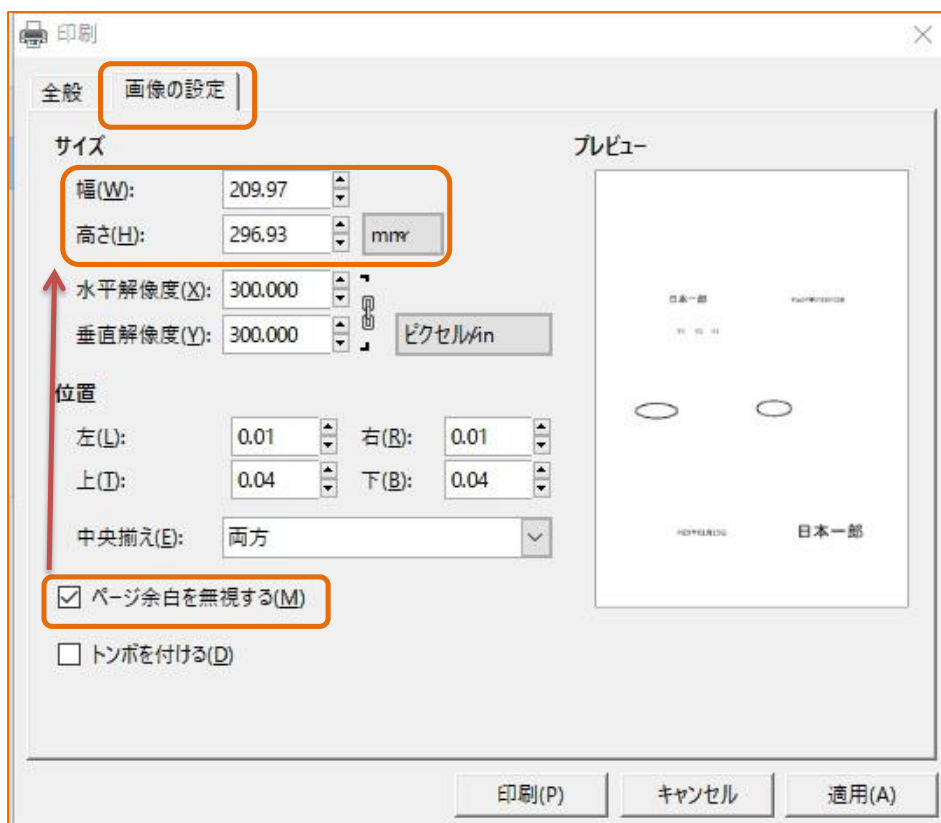 印刷
全般 画像の設定
サイズ
プレビュー
幅(W): 209.97
高さ(H): 296.93 mm
水平解像度(X): 300.000
垂直解像度(Y): 300.000 ピクセル/in
位置
左(L): 0.01 右(R): 0.01
上(T): 0.04 下(B): 0.04
中央揃え(E): 両方
ページ余白を無視する(M)
トンボを付ける(D)
日本一郎
日本一郎
印刷(P) キャンセル 適用(A)